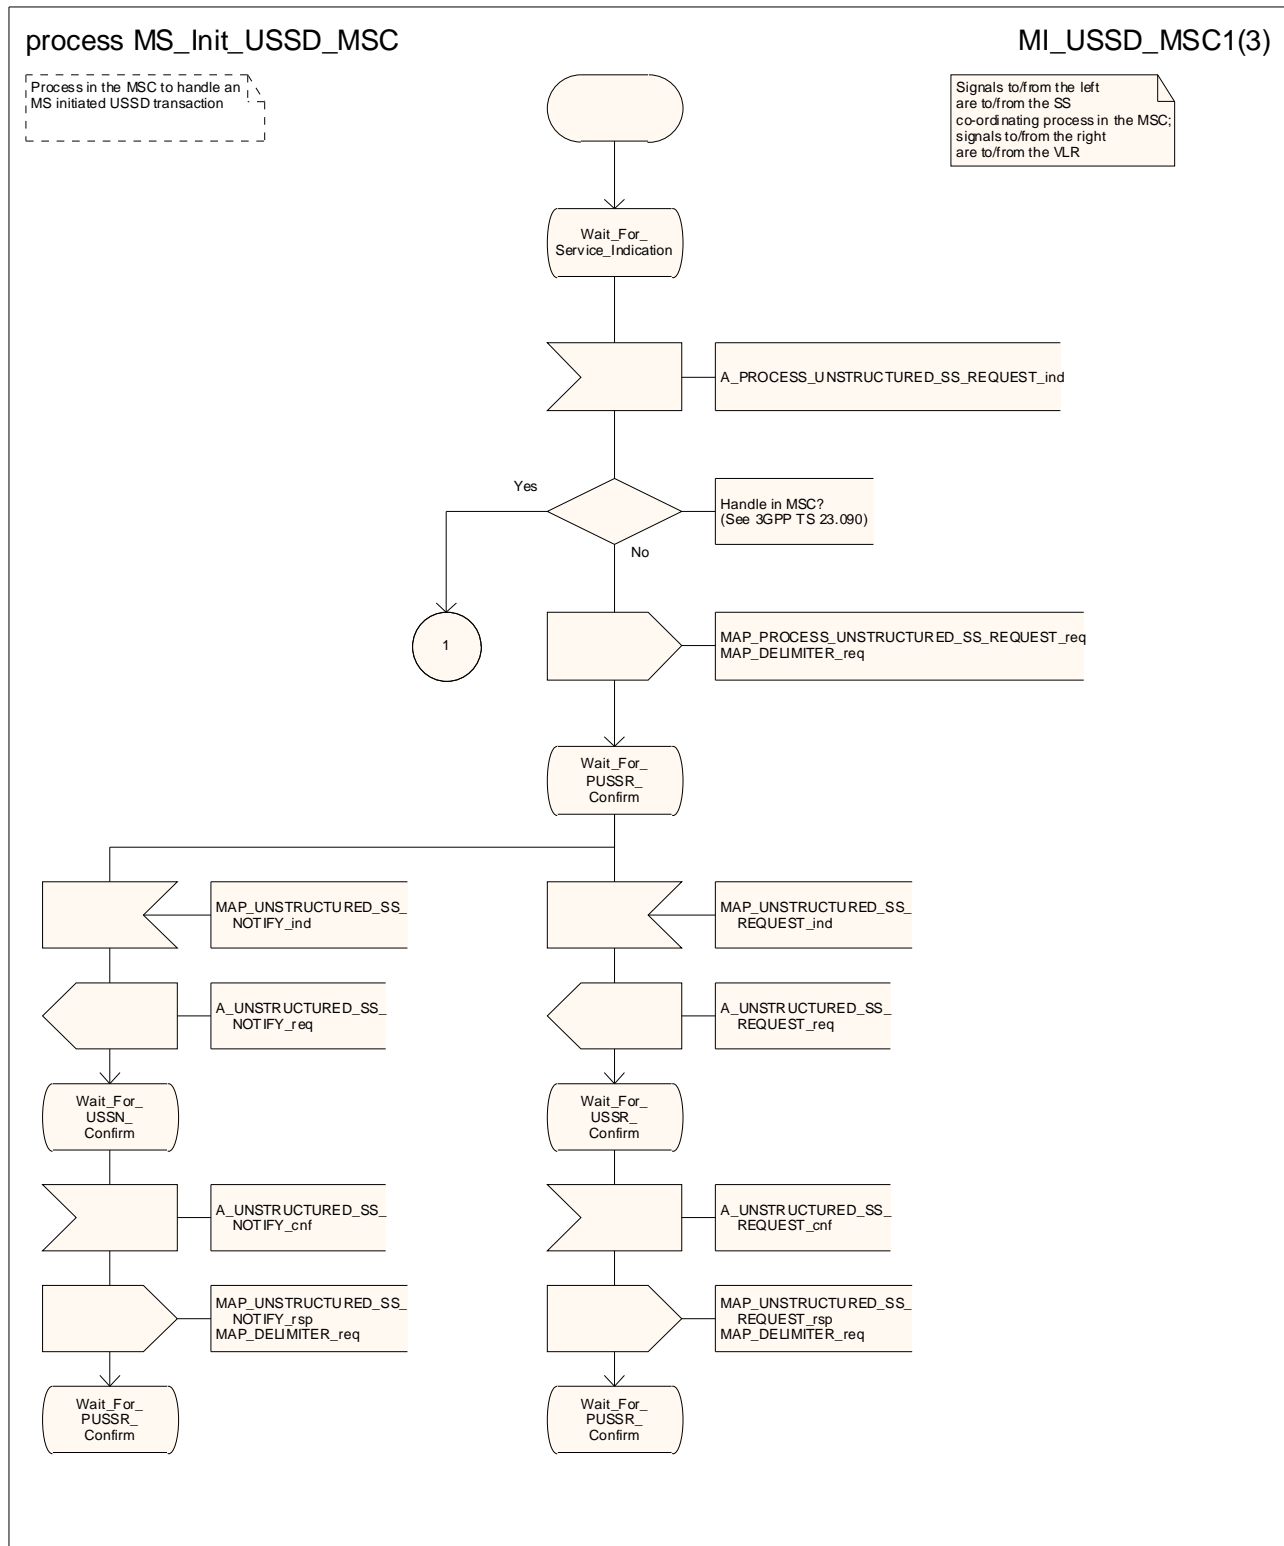 process MS_Init_USSD_MSC
MI_USSD_MSC1(3)
Process in the MSC to handle an
MS initiated USSD transaction
Signals to/from the left
are to/from the SS
co-ordinating process in the MSC;
signals to/from the right
are to/from the VLR
Wait_For_
Service_Indication
A_PROCESS_UNSTRUCTURED_SS_REQUEST_ind
Yes
Handle in MSC?
(See 3GPP TS 23.090)
No
1
MAP_PROCESS_UNSTRUCTURED_SS_REQUEST_req
MAP_DELIMITER_req
Wait_For_
PUSSR_
Confirm
MAP_UNSTRUCTURED_SS_
NOTIFY_ind
MAP_UNSTRUCTURED_SS_
REQUEST_ind
A_UNSTRUCTURED_SS_
NOTIFY_req
A_UNSTRUCTURED_SS_
REQUEST_req
Wait_For_
USSN_
Confirm
Wait_For_
USSR_
Confirm
A_UNSTRUCTURED_SS_
NOTIFY_cnf
A_UNSTRUCTURED_SS_
REQUEST_cnf
MAP_UNSTRUCTURED_SS_
NOTIFY_rsp
MAP_DELIMITER_req
MAP_UNSTRUCTURED_SS_
REQUEST_rsp
MAP_DELIMITER_req
Wait_For_
PUSSR_
Confirm
Wait_For_
PUSSR_
Confirm